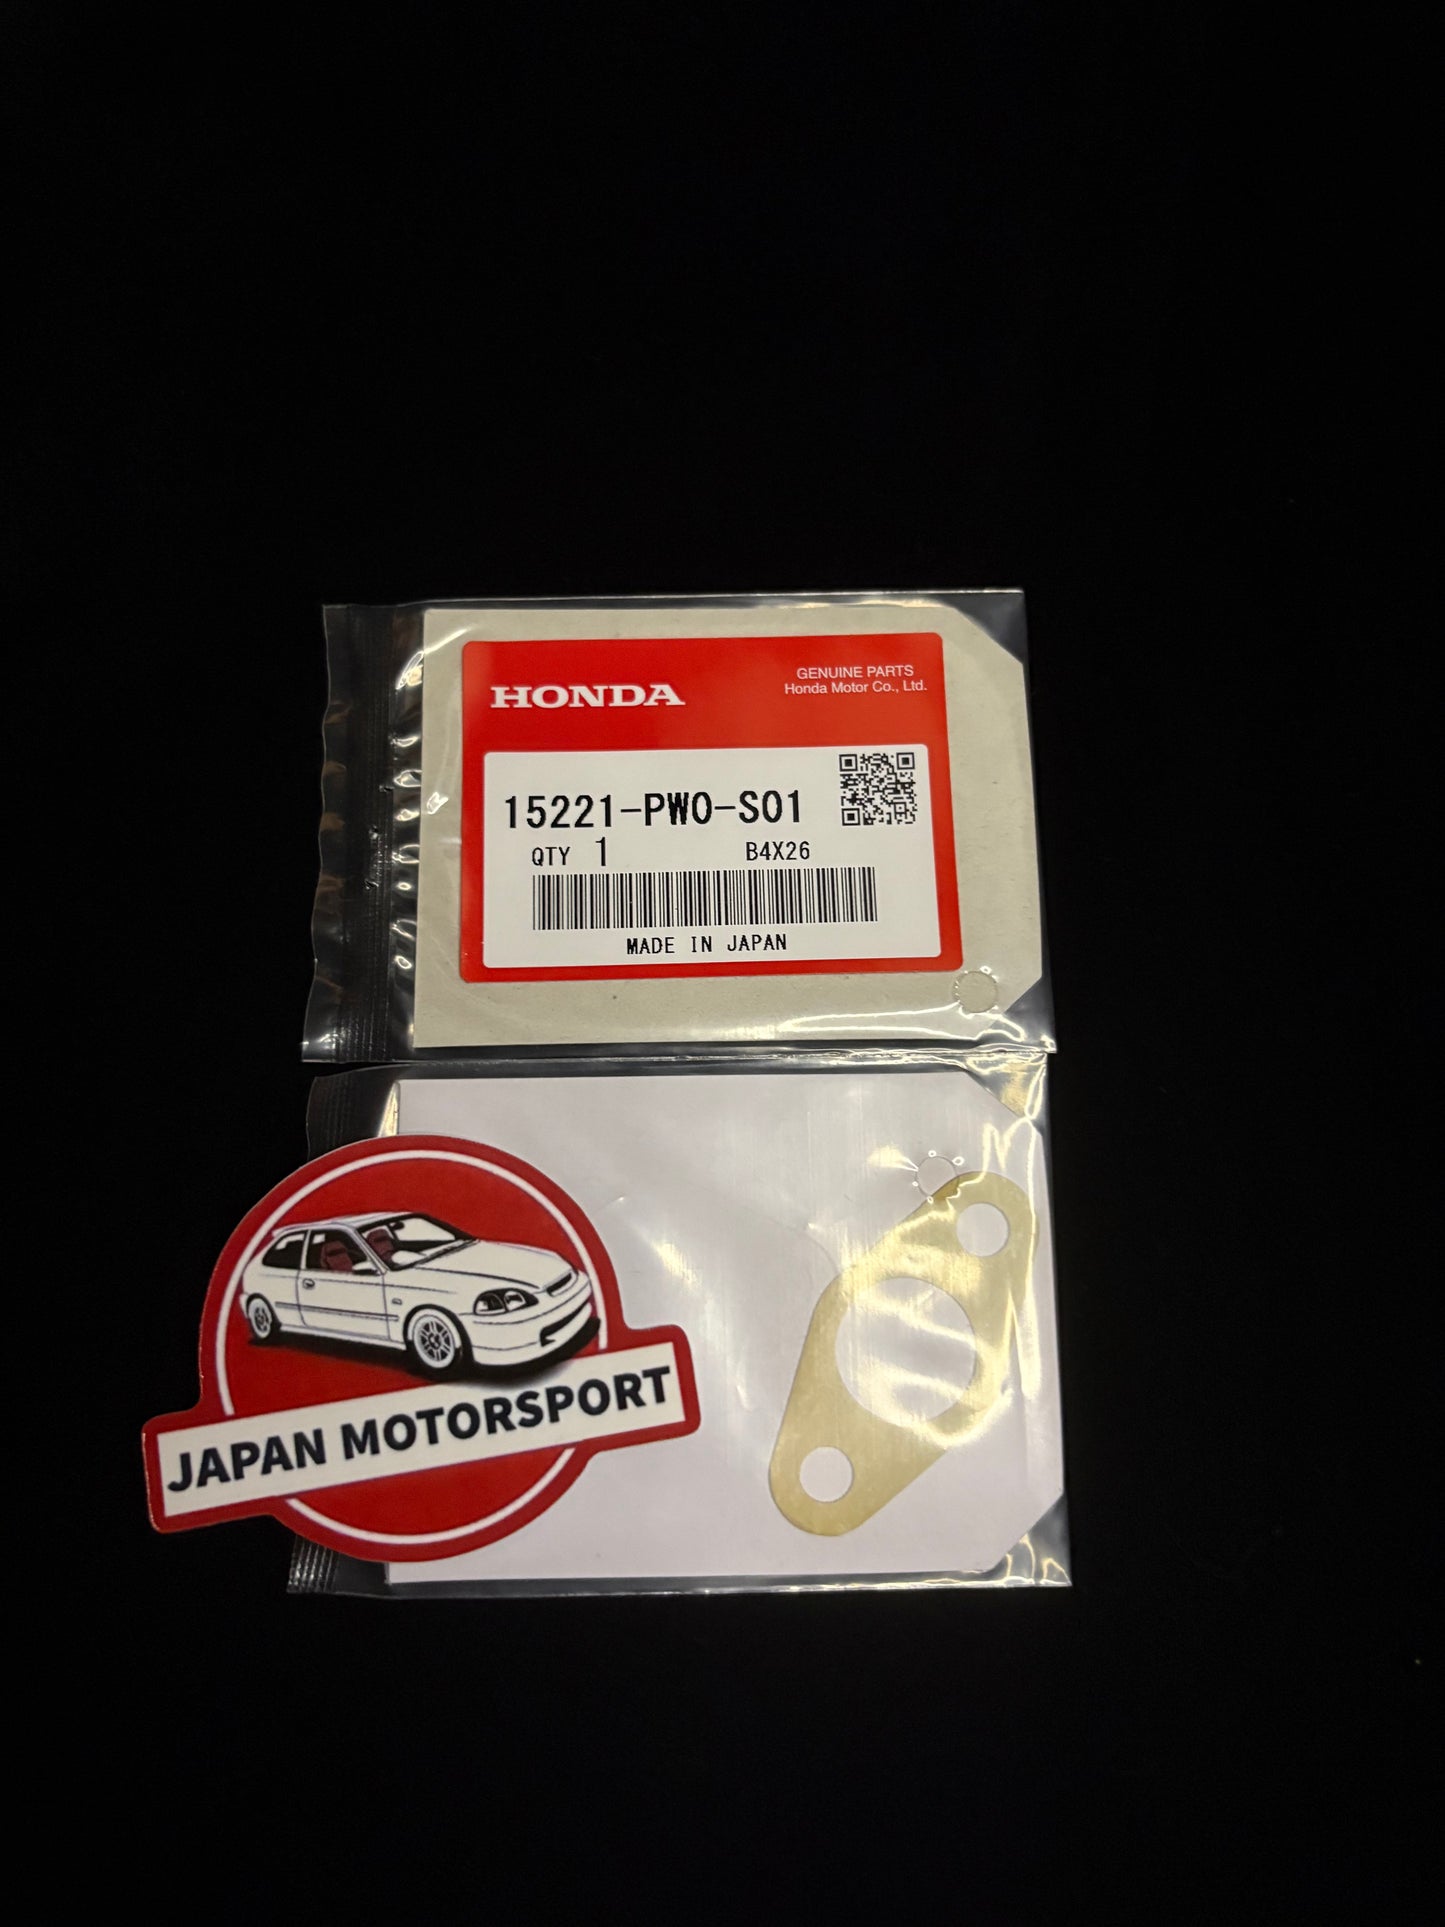 HONDA
GENUINE PARTS
Honda Motor Co., Ltd.
15221-PW0-S01
QTY 1 B4X26
MADE IN JAPAN
JAPAN MOTORSPORT